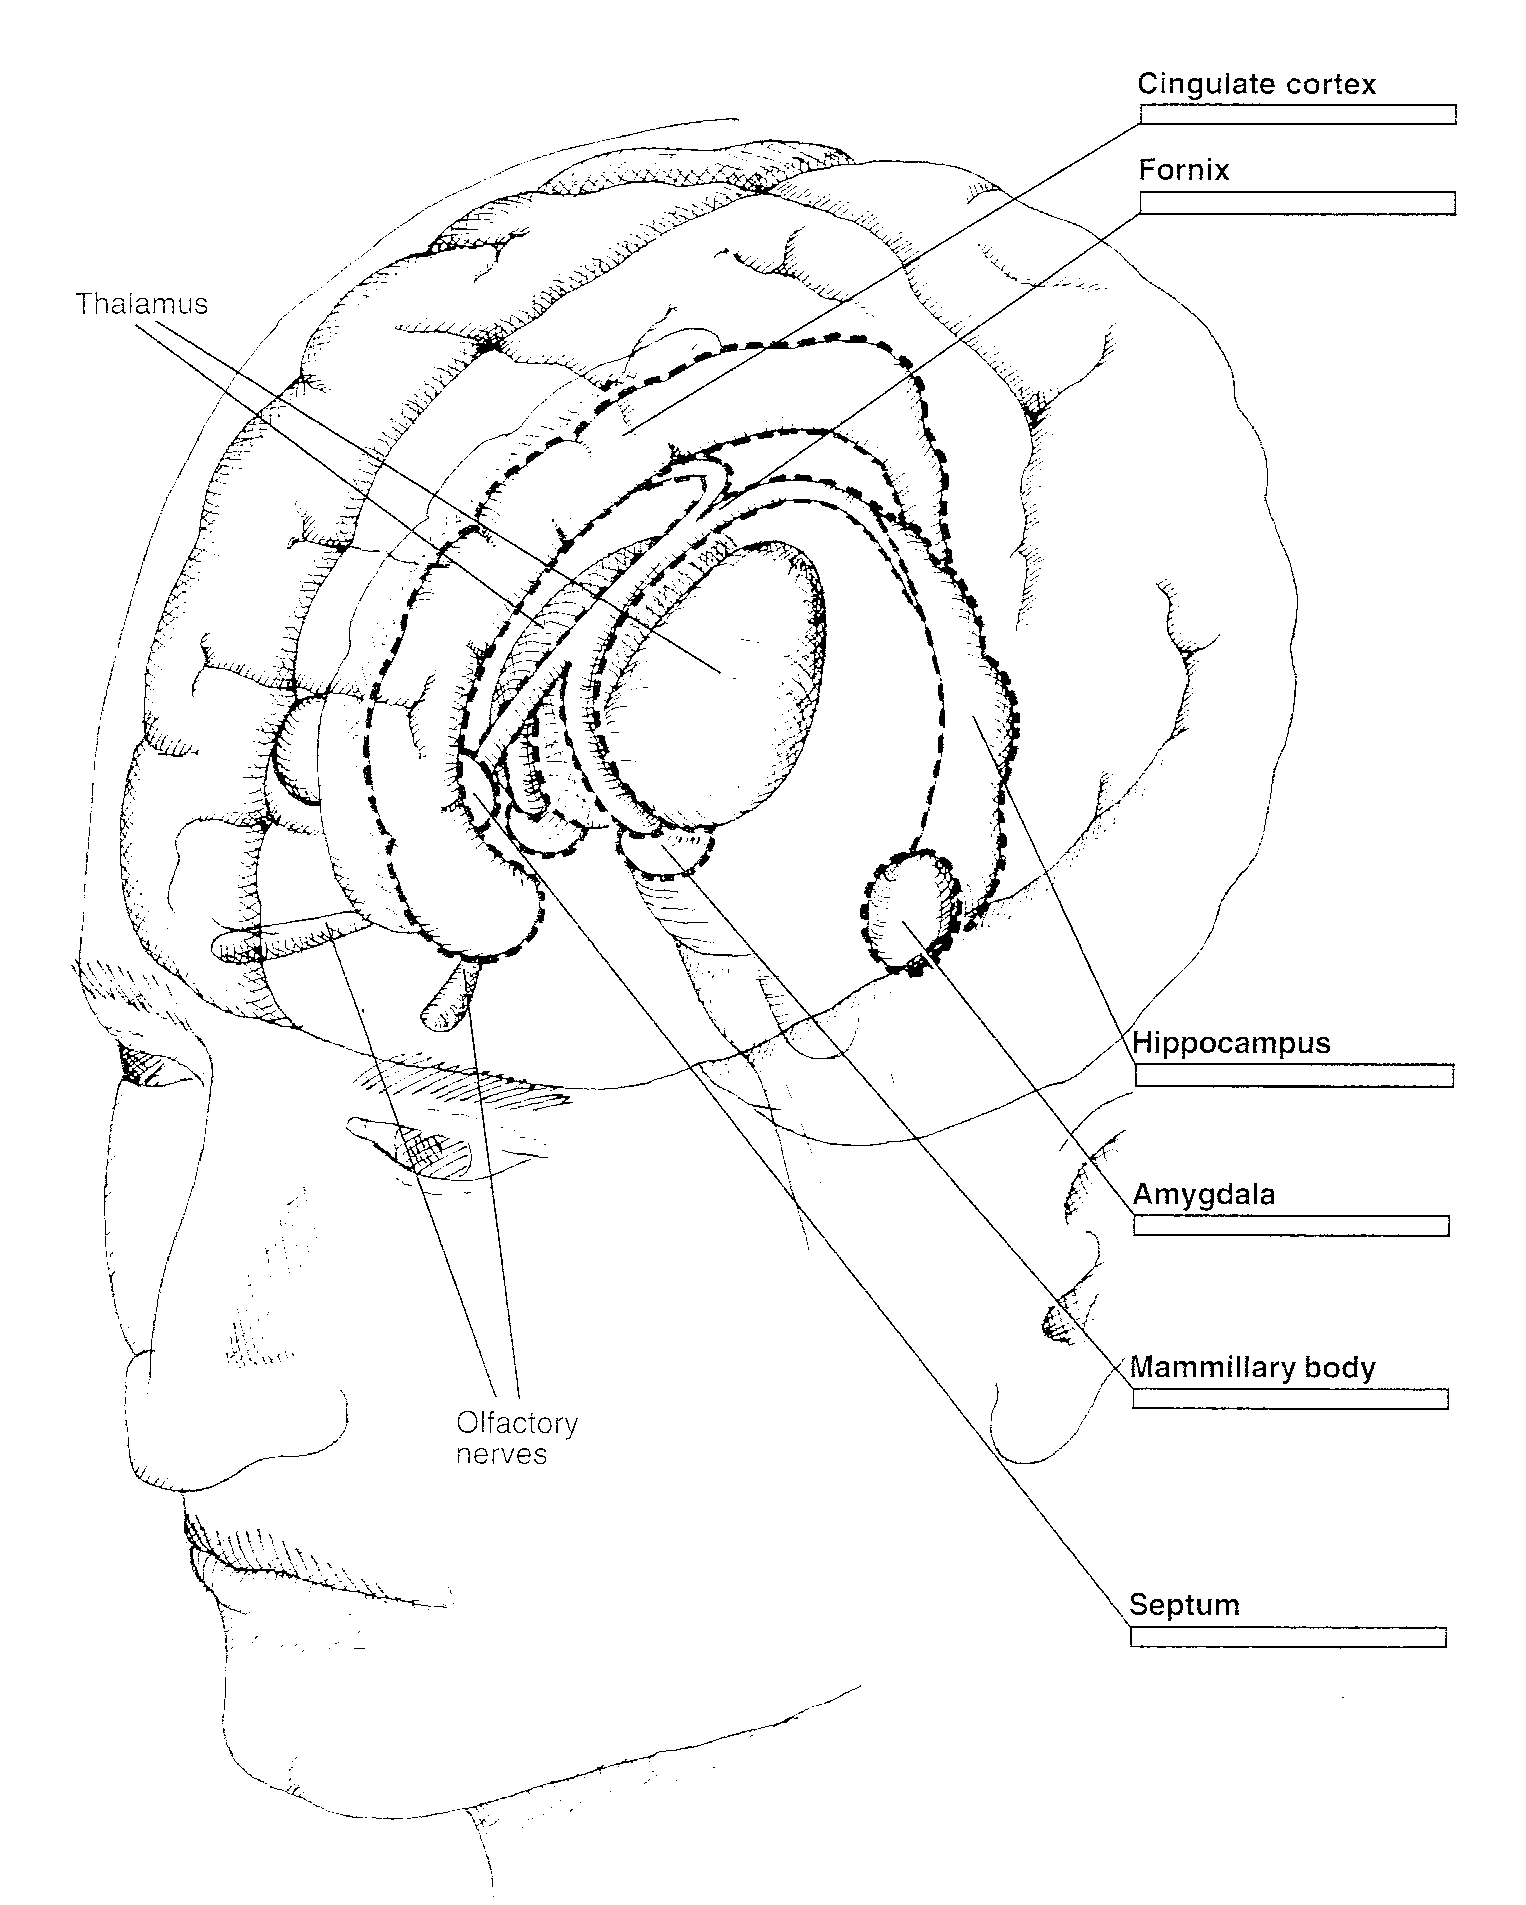 Cingulate cortex
Fornix
Thalamus
Hippocampus
Amygdala
Mammillary body
Olfactory
nerves
Septum